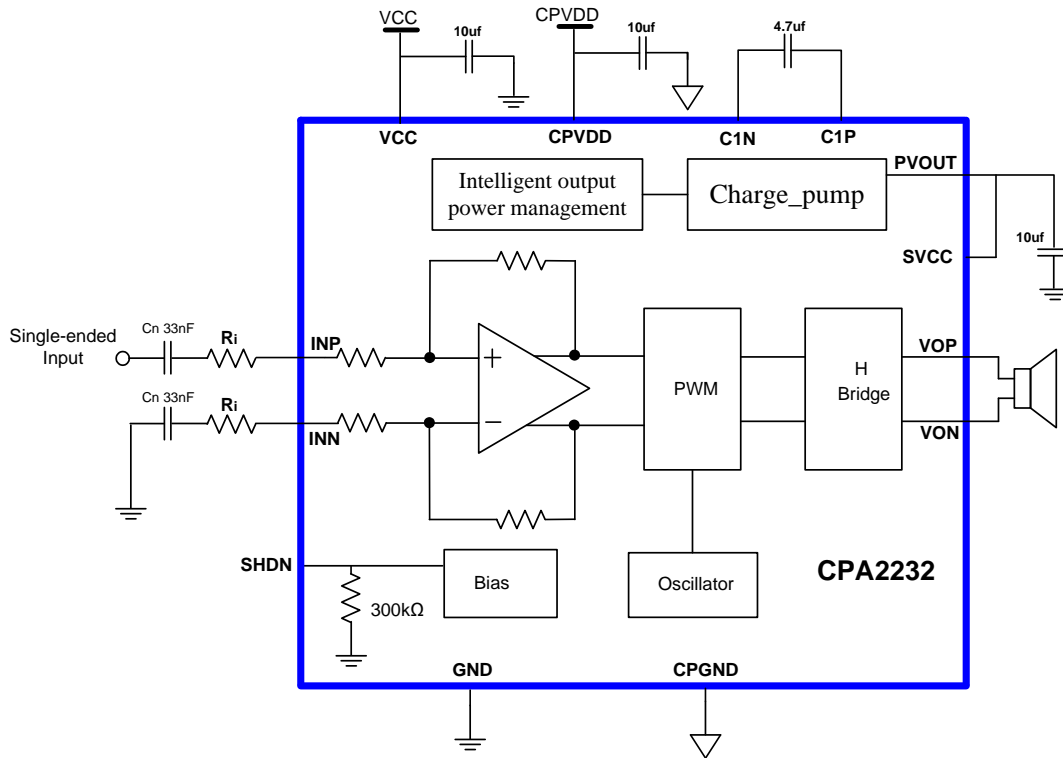 VCC
CPVDD
10uf
10uf
4.7uf
VCC
CPVDD
C1N
C1P
Intelligent output
power management
Charge_pump
PVOUT
SVCC
10uf
Single-ended
Input
Cn 33nF
Ri
INP
Cn 33nF
Ri
INN
+
−
PWM
H
Bridge
VOP
VON
SHDN
300kΩ
Bias
Oscillator
CPA2232
GND
CPGND